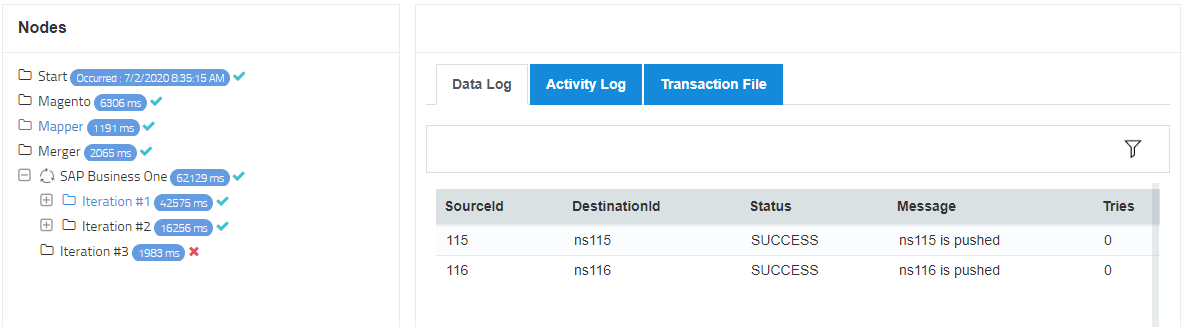 Nodes
Start Occurred : 7/2/2020 8:35:15 AM
Magento 6306 ms
Mapper 1191 ms
Merger 2065 ms
SAP Business One 62129 ms
Iteration #1 42575 ms
Iteration #2 16256 ms
Iteration #3 1983 ms
Data Log Activity Log Transaction File
SourceId DestinationId Status Message Tries
115 ns115 SUCCESS ns115 is pushed 0
116 ns116 SUCCESS ns116 is pushed 0